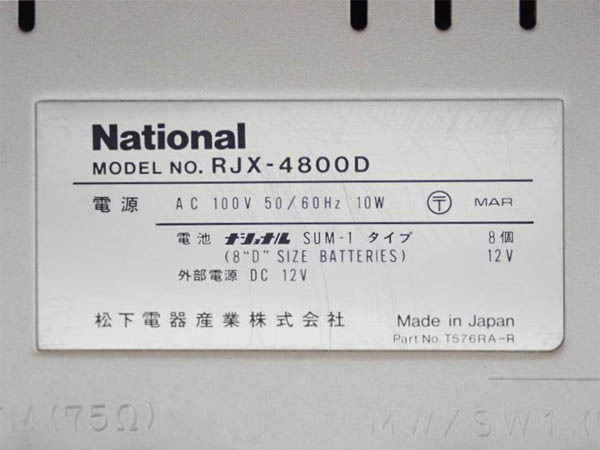 National
MODEL NO. RJX-4800D
電源 AC 100V 50/60Hz 10W 〒 MAR
電池 ナショナル SUM-1 タイプ 8個
(8"D" SIZE BATTERIES) 12V
外部電源 DC 12V
松下電器産業株式会社 Made in Japan
Part No. T576RA-R
FM (75Ω) MW/SW1 (